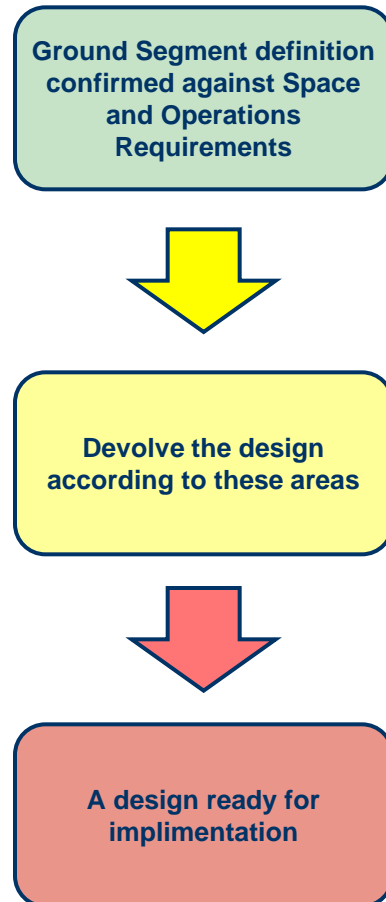 Ground Segment definition
confirmed against Space
and Operations
Requirements
Devolve the design
according to these areas
A design ready for
implimentation